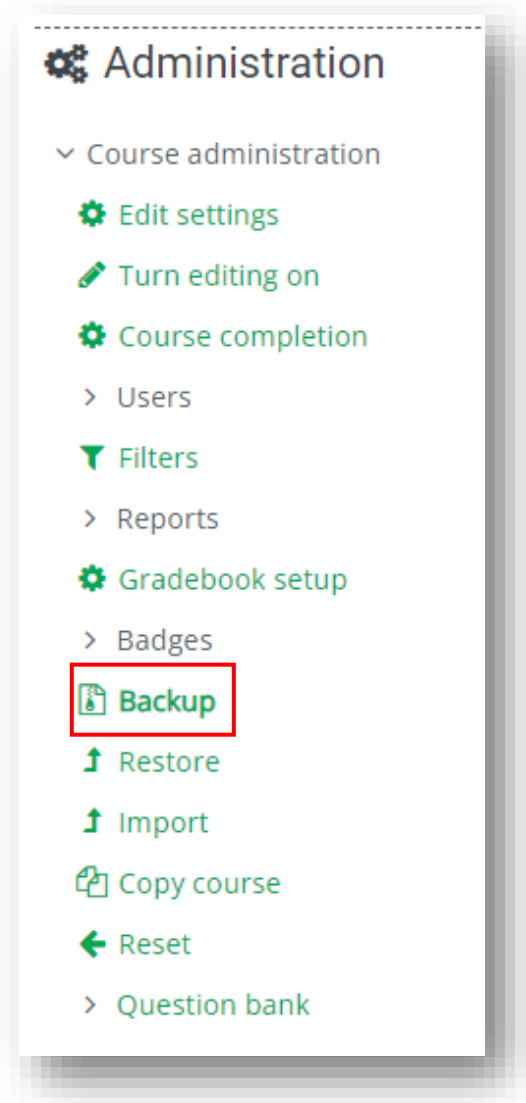 Administration
Course administration
Edit settings
Turn editing on
Course completion
Users
Filters
Reports
Gradebook setup
Badges
Backup
Restore
Import
Copy course
Reset
Question bank